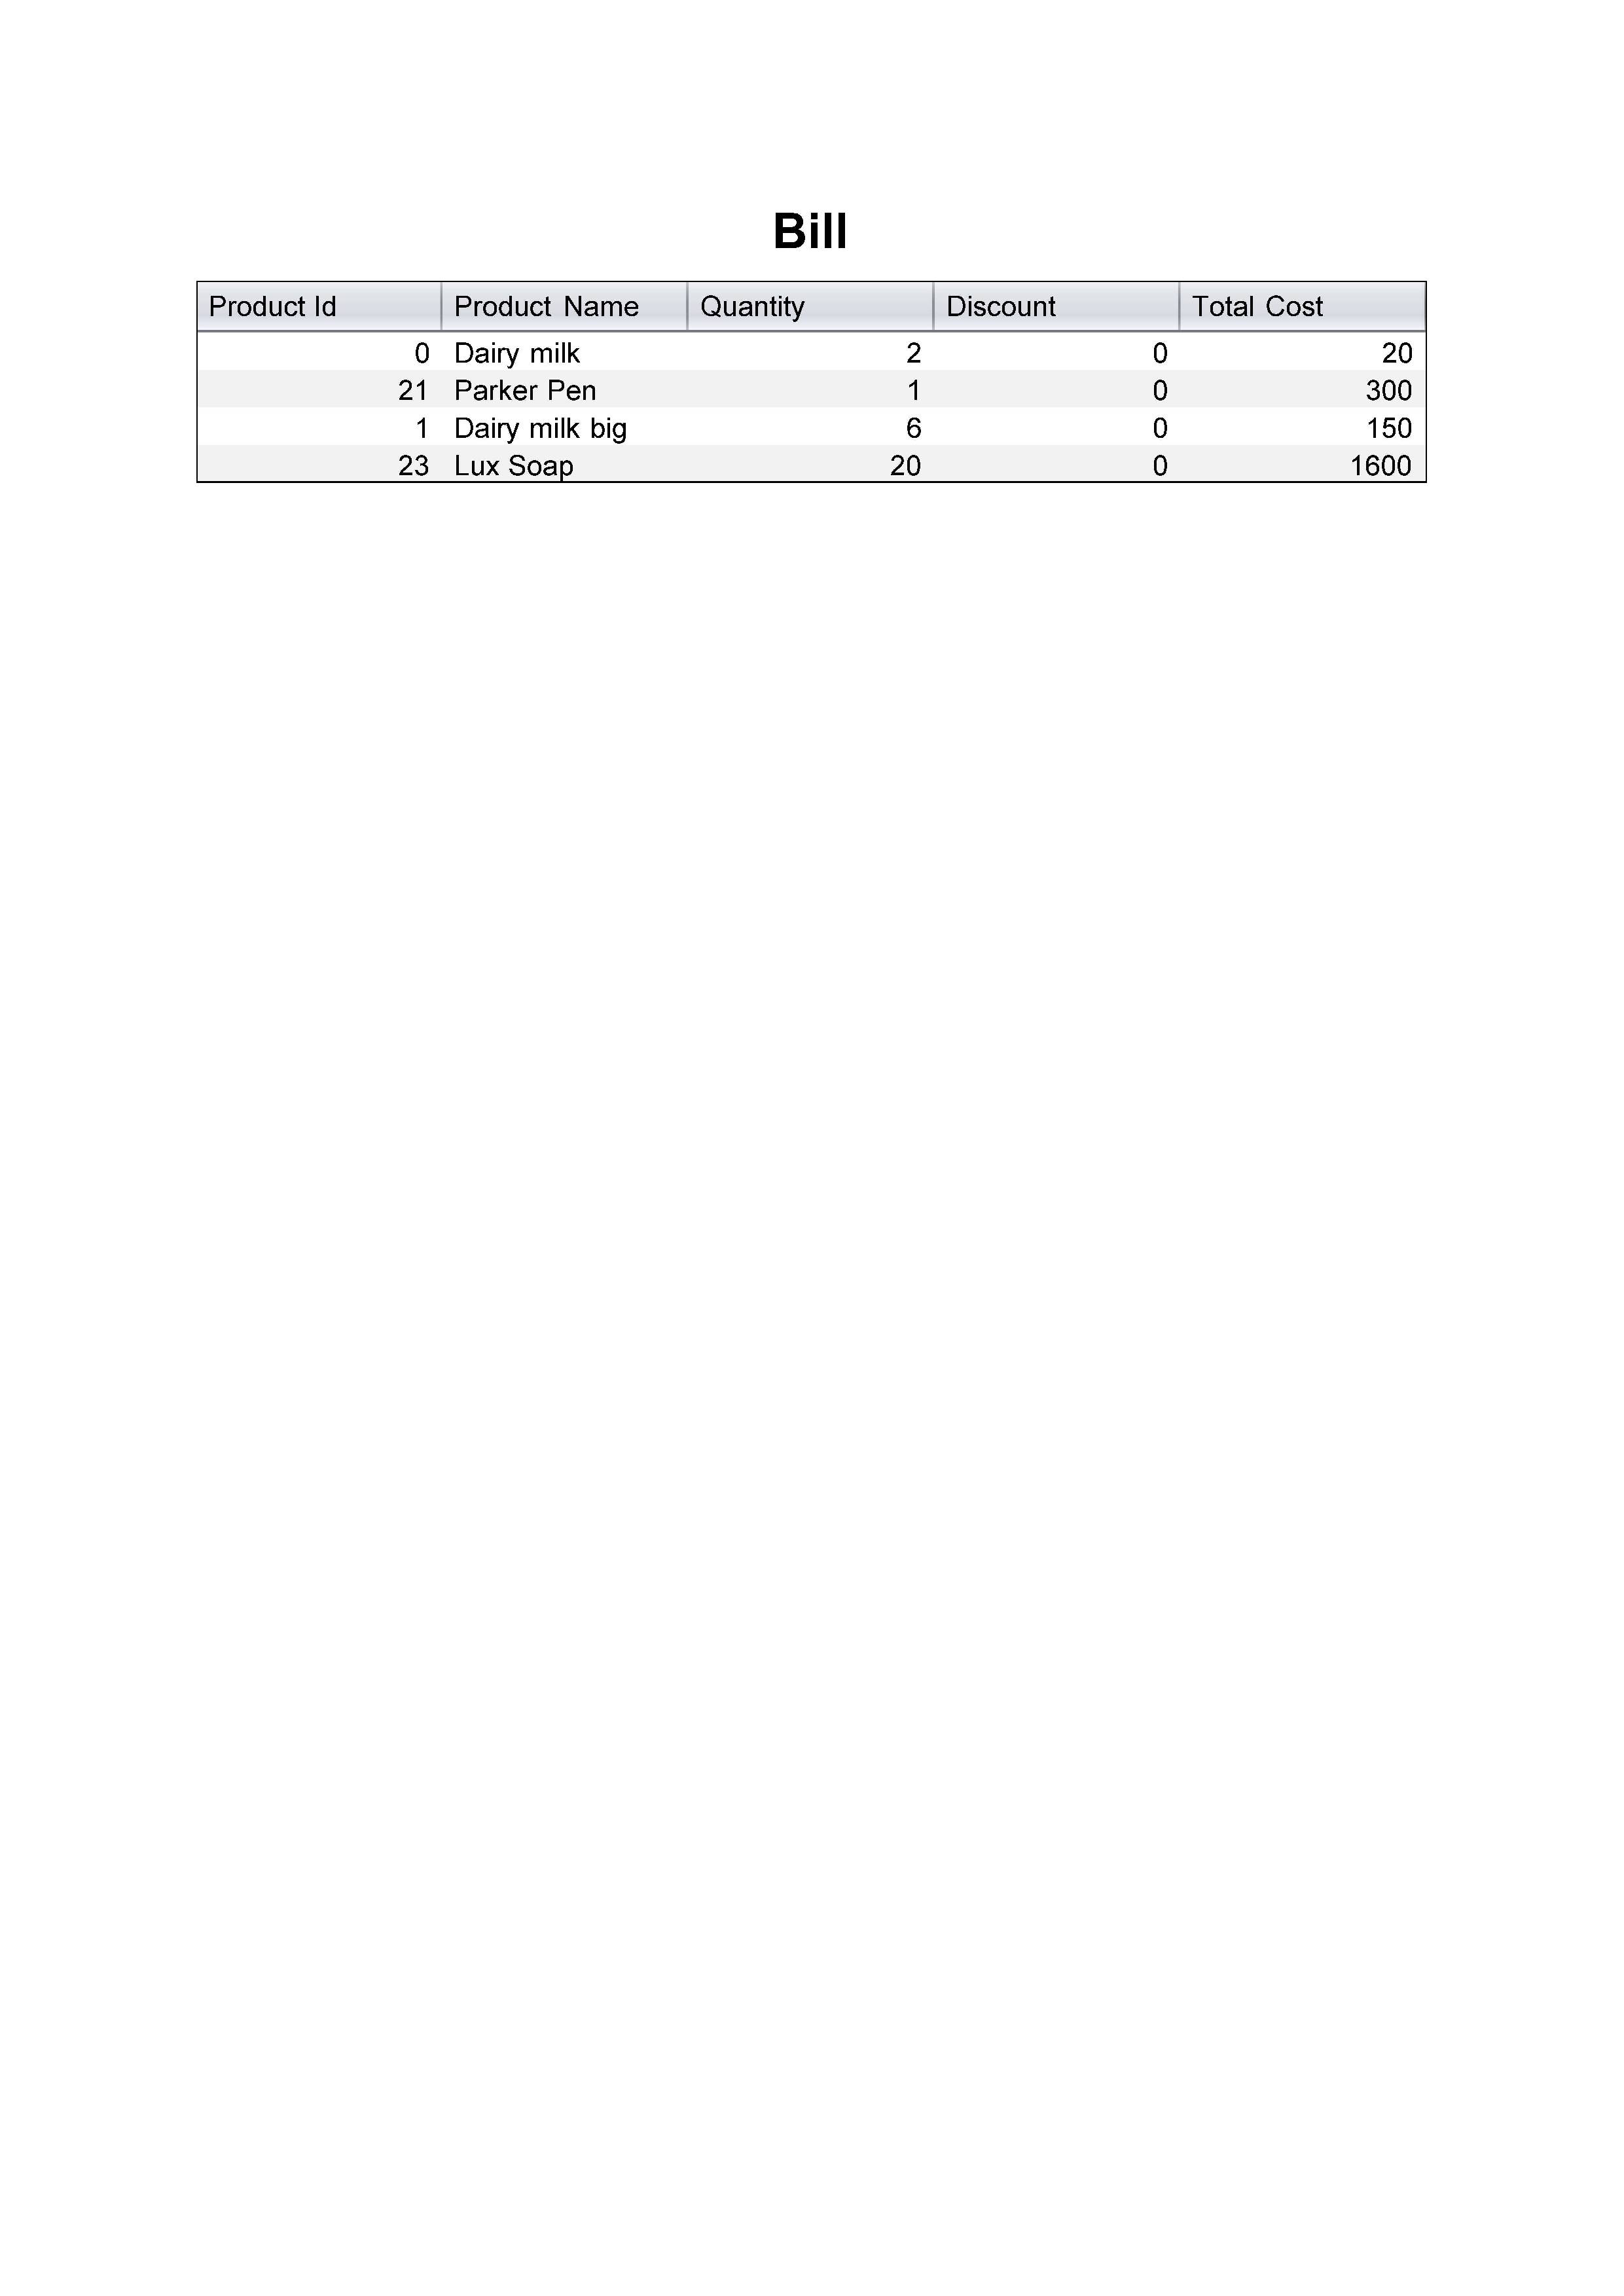 Bill
Product Id Product Name Quantity Discount Total Cost
0 Dairy milk 2 0 20
21 Parker Pen 1 0 300
1 Dairy milk big 6 0 150
23 Lux Soap 20 0 1600